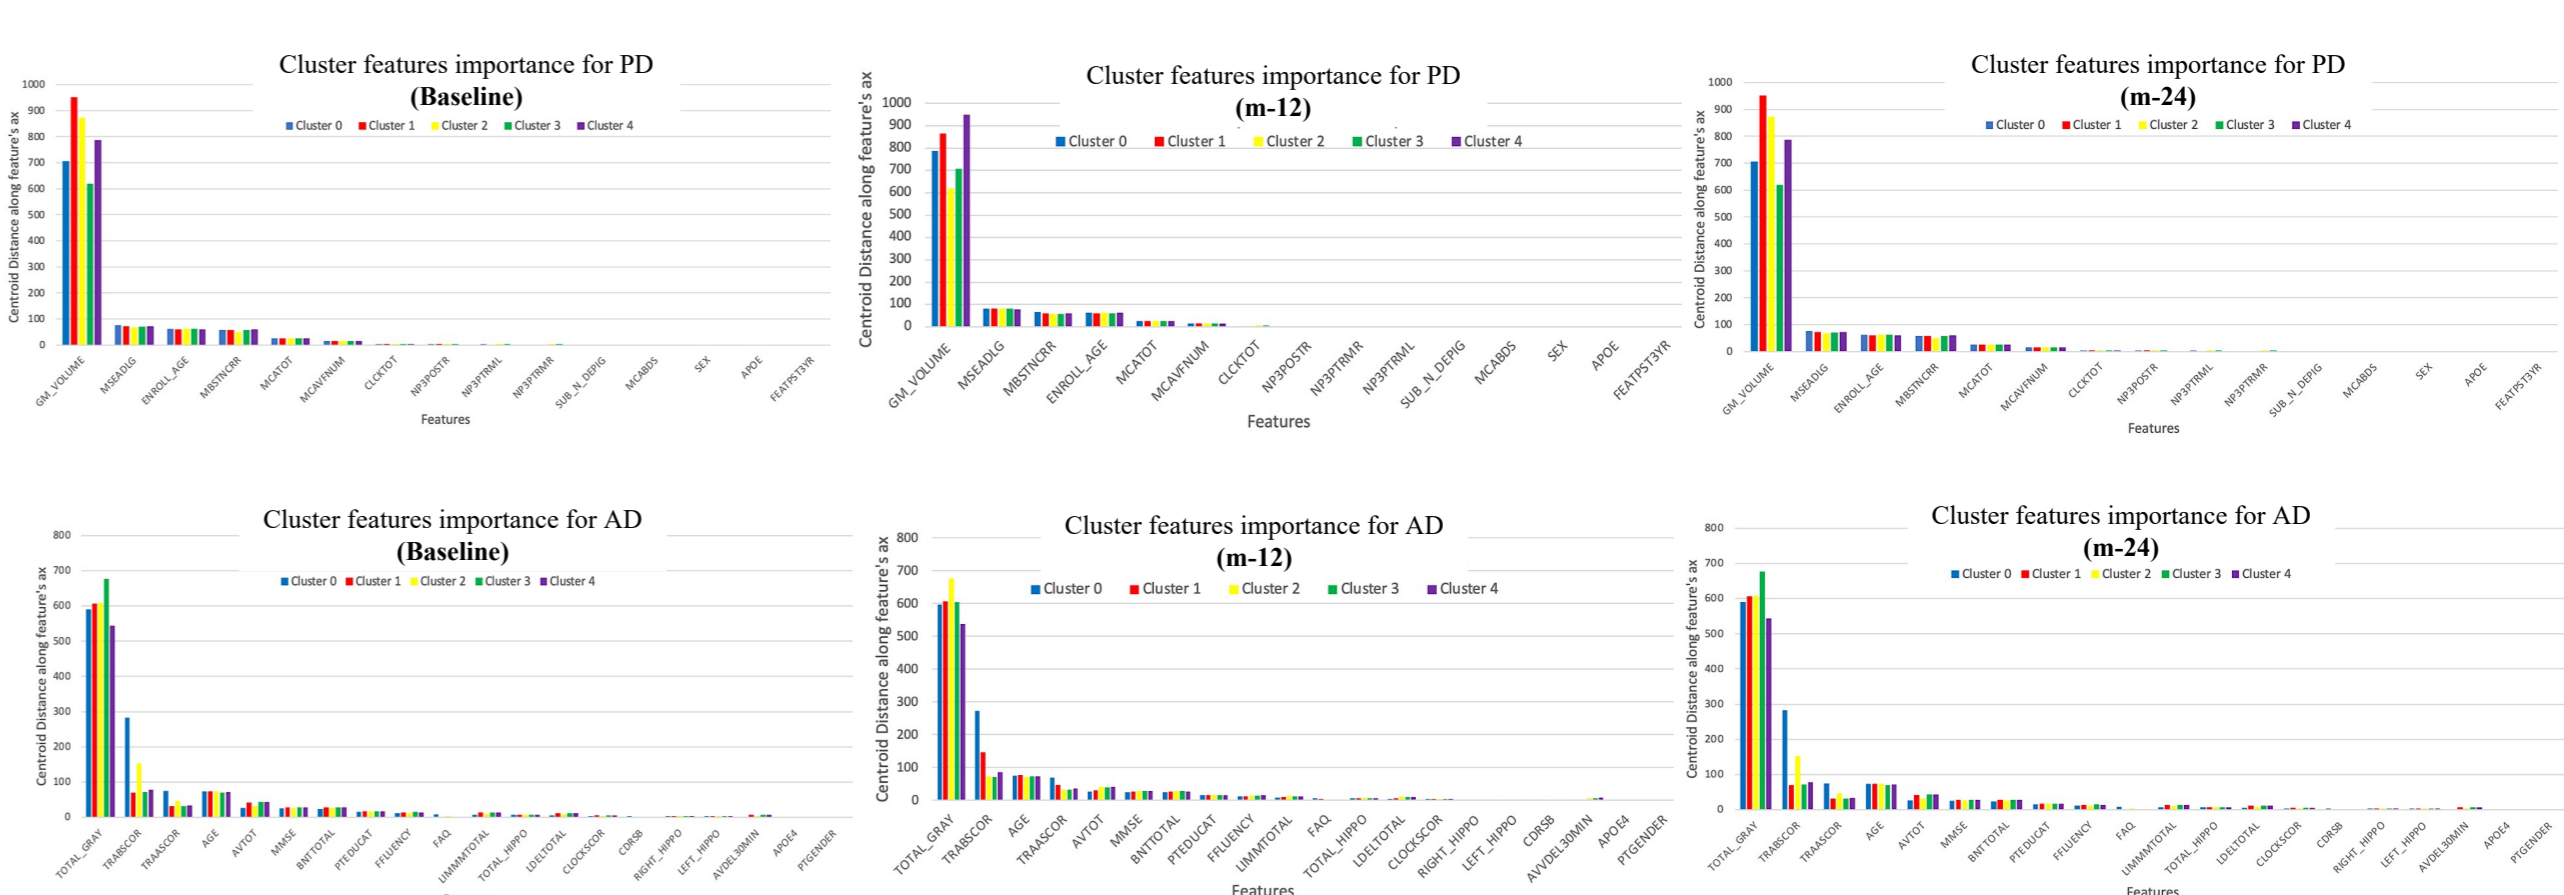 Cluster features importance for PD
(Baseline)
Cluster 0 Cluster 1 Cluster 2 Cluster 3 Cluster 4
Centroid Distance along feature's ax
1000
900
800
700
600
500
400
300
200
100
0
GM_VOLUME MSEADLG ENROLL_AGE MBSTNCRR MCATOT MCAVFNUM CLCKTOT NP3POSTR NP3PTRML NP3PTRMR SUB_N_DEPIG MCABDS SEX APOE FEATPST3YR
Features
Cluster features importance for PD
(m-12)
Cluster 0 Cluster 1 Cluster 2 Cluster 3 Cluster 4
Centroid Distance along feature's ax
1000
900
800
700
600
500
400
300
200
100
0
GM_VOLUME MSEADLG MBSTNCRR ENROLL_AGE MCATOT MCAVFNUM CLCKTOT NP3POSTR NP3PTRMR NP3PTRML SUB_N_DEPIG MCABDS SEX APOE FEATPST3YR
Features
Cluster features importance for PD
(m-24)
Cluster 0 Cluster 1 Cluster 2 Cluster 3 Cluster 4
Centroid Distance along feature's ax
1000
900
800
700
600
500
400
300
200
100
0
GM_VOLUME MSEADLG ENROLL_AGE MBSTNCRR MCATOT MCAVFNUM CLCKTOT NP3POSTR NP3PTRML NP3PTRMR SUB_N_DEPIG MCABDS SEX APOE FEATPST3YR
Features
Cluster features importance for AD
(Baseline)
Cluster 0 Cluster 1 Cluster 2 Cluster 3 Cluster 4
Centroid Distance along feature's ax
800
700
600
500
400
300
200
100
0
TOTAL_GRAY TRABSCOR TRAASCOR AGE AVTOT MMSE BNTTOTAL PTEDUCAT FFLUENCY FAQ LIMMTOTAL TOTAL_HIPPO LDELTOTAL CLOCKSCOR CDRSB RIGHT_HIPPO LEFT_HIPPO AVDEL30MIN APOE4 PTGENDER
Cluster features importance for AD
(m-12)
Cluster 0 Cluster 1 Cluster 2 Cluster 3 Cluster 4
Centroid Distance along feature's ax
800
700
600
500
400
300
200
100
0
TOTAL_GRAY TRABSCOR AGE TRAASCOR AVTOT MMSE BNTTOTAL PTEDUCAT FFLUENCY LIMMTOTAL FAQ TOTAL_HIPPO LDELTOTAL CLOCKSCOR RIGHT_HIPPO LEFT_HIPPO CDRSB AVVDEL30MIN APOE4 PTGENDER
Features
Cluster features importance for AD
(m-24)
Cluster 0 Cluster 1 Cluster 2 Cluster 3 Cluster 4
Centroid Distance along feature's ax
800
700
600
500
400
300
200
100
0
TOTAL_GRAY TRABSCOR TRAASCOR AGE AVTOT MMSE BNTTOTAL PTEDUCAT FFLUENCY FAQ TOTAL_HIPPO LDELTOTAL CLOCKSCOR CDRSB RIGHT_HIPPO LEFT_HIPPO AVDEL30MIN APOE4 PTGENDER
Features